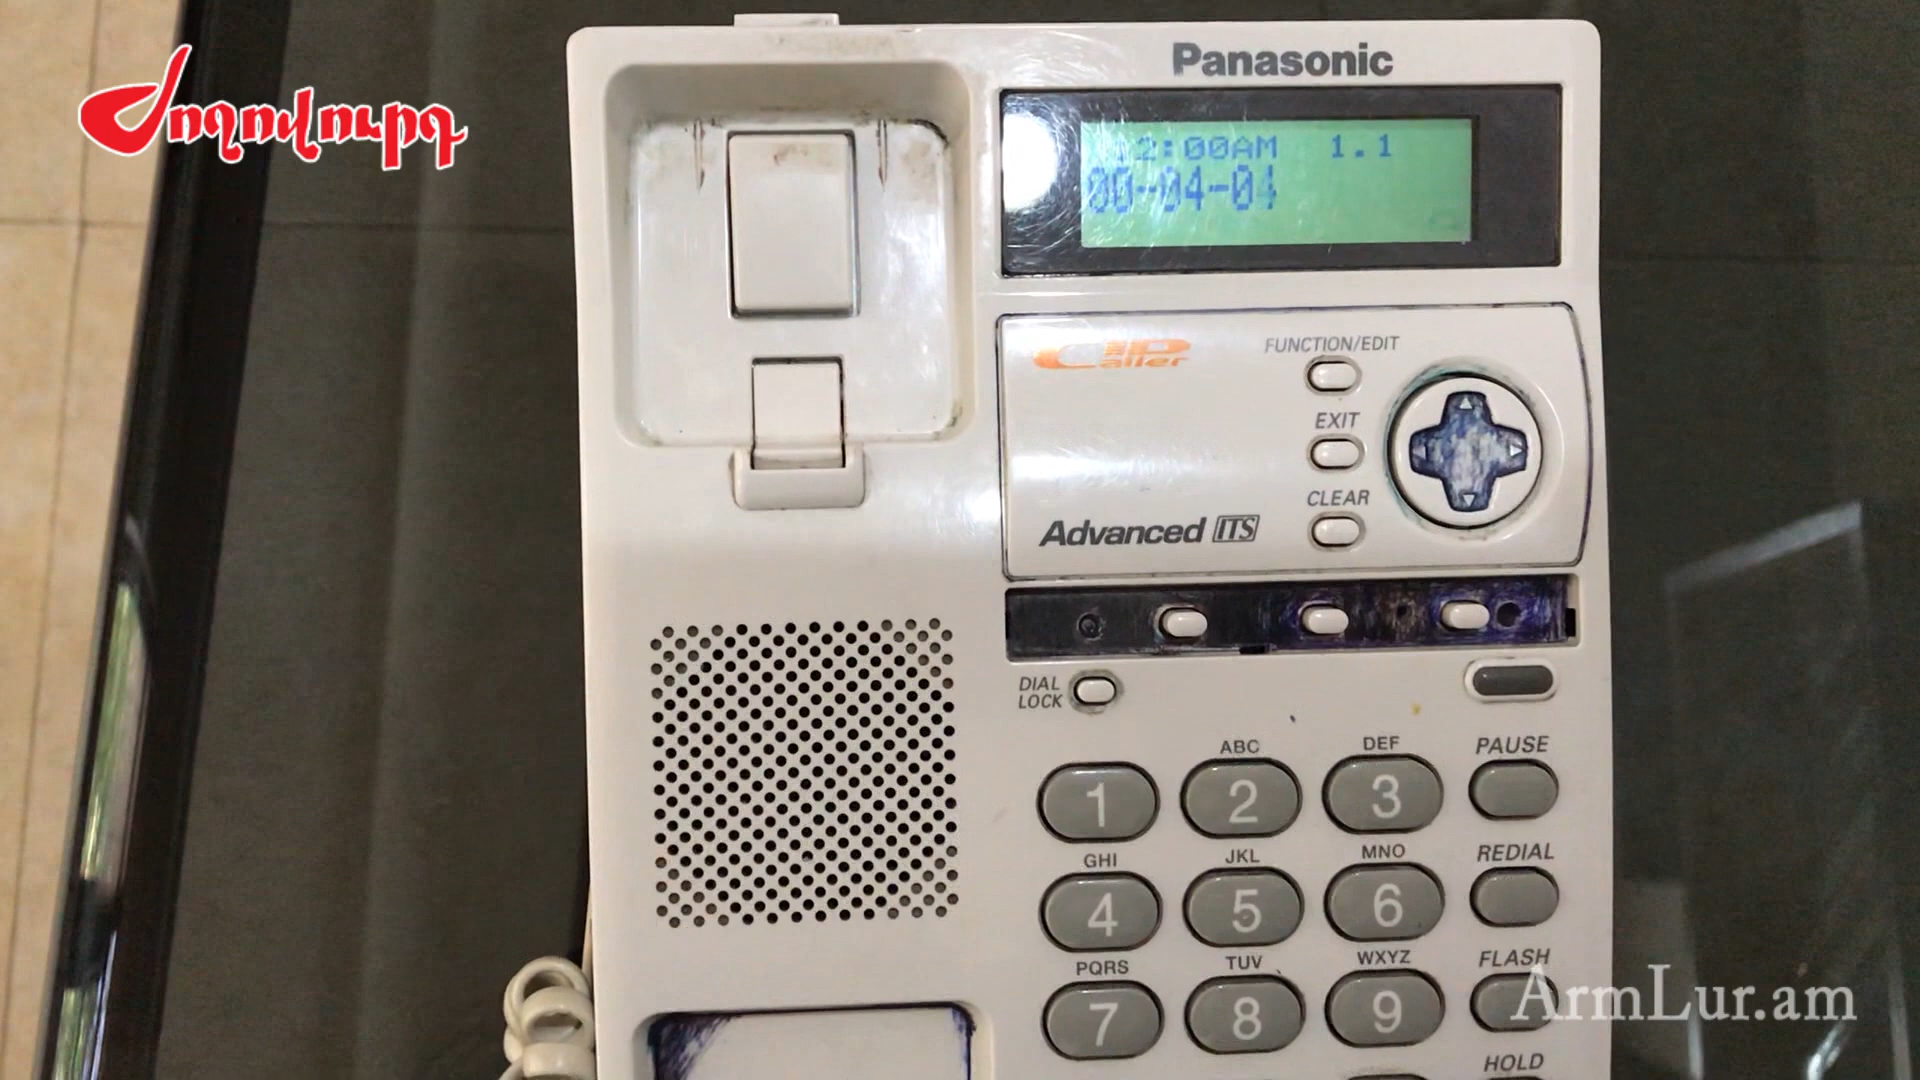 Ժողովուրդ
Panasonic
12:00AM 1.1
00-04-04
Caller ID
FUNCTION/EDIT
EXIT
CLEAR
Advanced ITS
DIAL
LOCK
ABC
DEF
PAUSE
1
2
3
GHI
JKL
MNO
REDIAL
4
5
6
PQRS
TUV
WXYZ
FLASH
7
8
9
ArmLur.am
HOLD